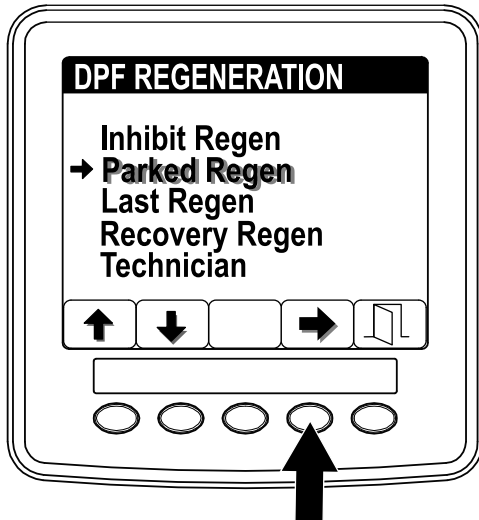 DPF REGENERATION
Inhibit Regen
Parked Regen
Last Regen
Recovery Regen
Technician